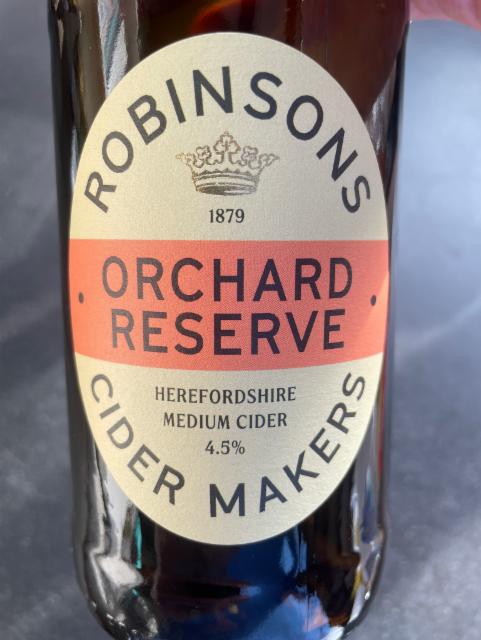 ROBINSONS
1879
· ORCHARD ·
RESERVE
HEREFORDSHIRE
MEDIUM CIDER
4.5%
CIDER MAKERS